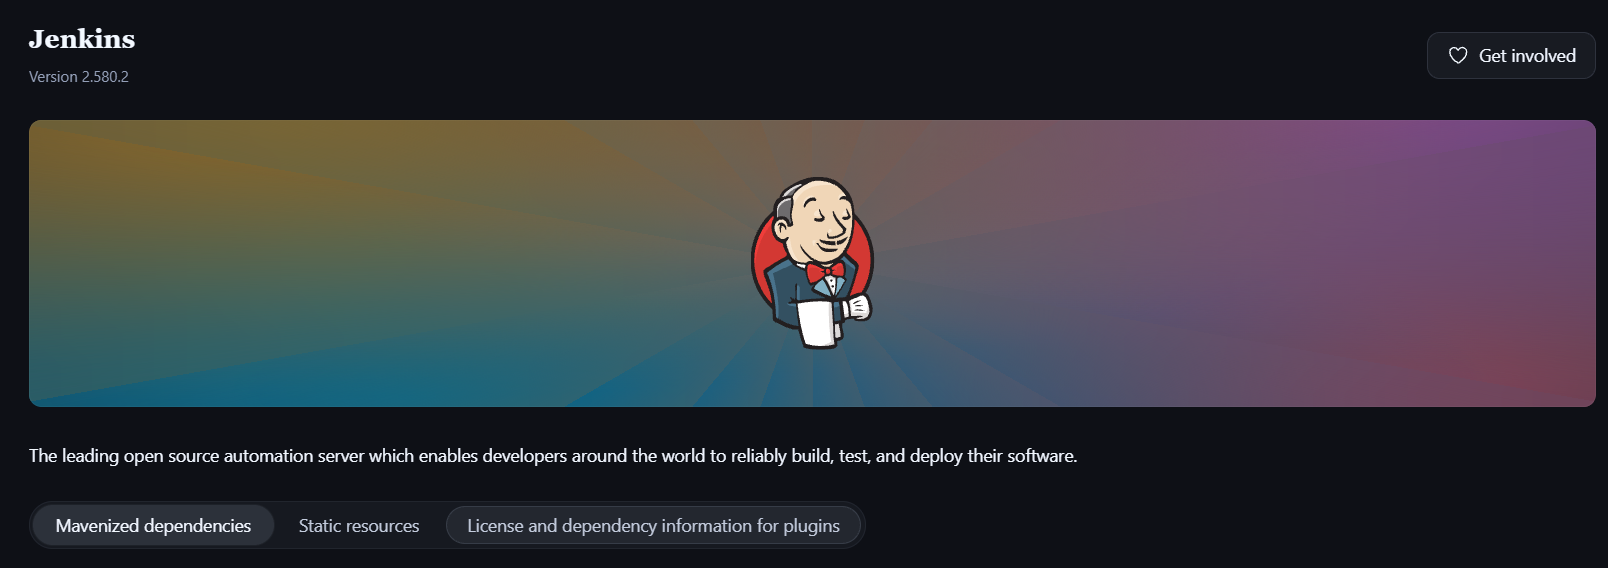 Jenkins
Version 2.580.2
Get involved
The leading open source automation server which enables developers around the world to reliably build, test, and deploy their software.
Mavenized dependencies
Static resources
License and dependency information for plugins